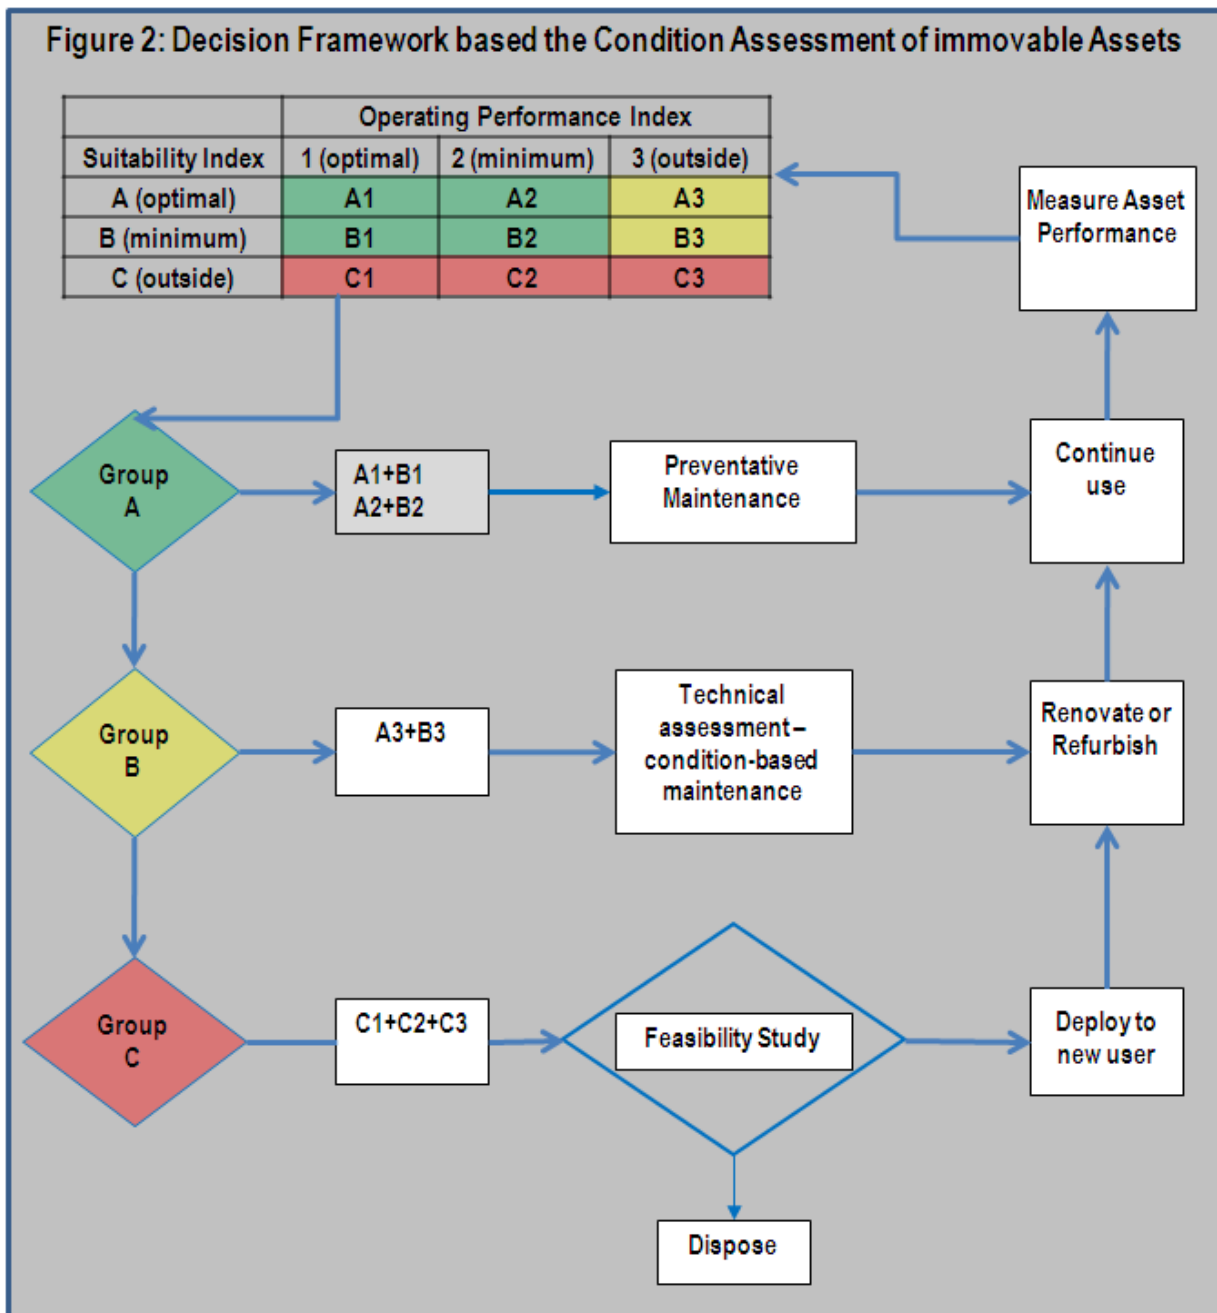 Figure 2: Decision Framework based the Condition Assessment of immovable Assets
Operating Performance Index
Suitability Index 1 (optimal) 2 (minimum) 3 (outside)
A (optimal) A1 A2 A3
B (minimum) B1 B2 B3
C (outside) C1 C2 C3
Measure Asset
Performance
Group
A
A1+B1
A2+B2
Preventative
Maintenance
Continue
use
Group
B
A3+B3
Technical
assessment –
condition-based
maintenance
Renovate or
Refurbish
Group
C
C1+C2+C3
Feasibility Study
Deploy to
new user
Dispose